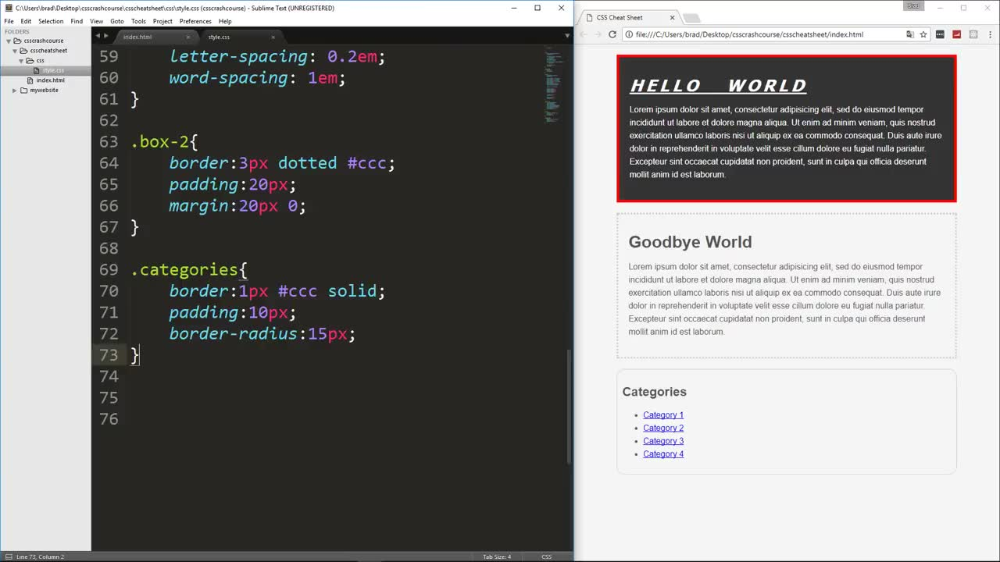 C:\Users\brad\Desktop\csscrashcourse\csscheatsheet\css\style.css (csscrashcourse) - Sublime Text (UNREGISTERED)
File Edit Selection Find View Goto Tools Project Preferences Help
FOLDERS
csscrashcourse
csscheatsheet
css
style.css
index.html
mywebsite
index.html
style.css
59 letter-spacing: 0.2em;
60 word-spacing: 1em;
61 }
62
63 .box-2{
64 border:3px dotted #ccc;
65 padding:20px;
66 margin:20px 0;
67 }
68
69 .categories{
70 border:1px #ccc solid;
71 padding:10px;
72 border-radius:15px;
73 }
74
75
76
Line 73, Column 2
Tab Size: 4
CSS
Brad
CSS Cheat Sheet
file:///C:/Users/brad/Desktop/csscrashcourse/csscheatsheet/index.html
HELLO WORLD
Lorem ipsum dolor sit amet, consectetur adipisicing elit, sed do eiusmod tempor
incididunt ut labore et dolore magna aliqua. Ut enim ad minim veniam, quis nostrud
exercitation ullamco laboris nisi ut aliquip ex ea commodo consequat. Duis aute irure
dolor in reprehenderit in voluptate velit esse cillum dolore eu fugiat nulla pariatur.
Excepteur sint occaecat cupidatat non proident, sunt in culpa qui officia deserunt
mollit anim id est laborum.
Goodbye World
Lorem ipsum dolor sit amet, consectetur adipisicing elit, sed do eiusmod tempor
incididunt ut labore et dolore magna aliqua. Ut enim ad minim veniam, quis nostrud
exercitation ullamco laboris nisi ut aliquip ex ea commodo consequat. Duis aute irure
dolor in reprehenderit in voluptate velit esse cillum dolore eu fugiat nulla pariatur.
Excepteur sint occaecat cupidatat non proident, sunt in culpa qui officia deserunt
mollit anim id est laborum.
Categories
Category 1
Category 2
Category 3
Category 4